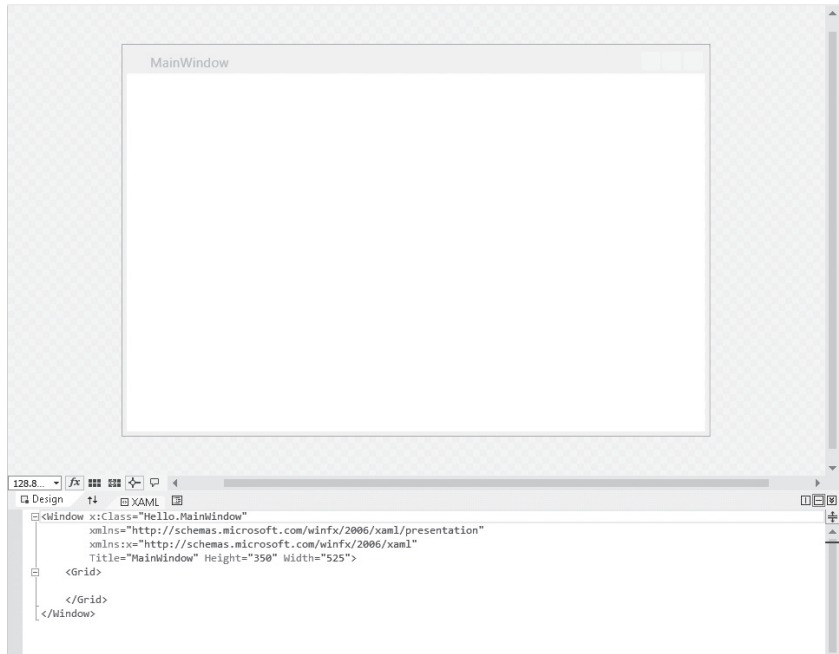 MainWindow
128.8...
fx
Design
XAML
<Window x:Class="Hello.MainWindow"
xmlns="http://schemas.microsoft.com/winfx/2006/xaml/presentation"
xmlns:x="http://schemas.microsoft.com/winfx/2006/xaml"
Title="MainWindow" Height="350" Width="525">
<Grid>
</Grid>
</Window>